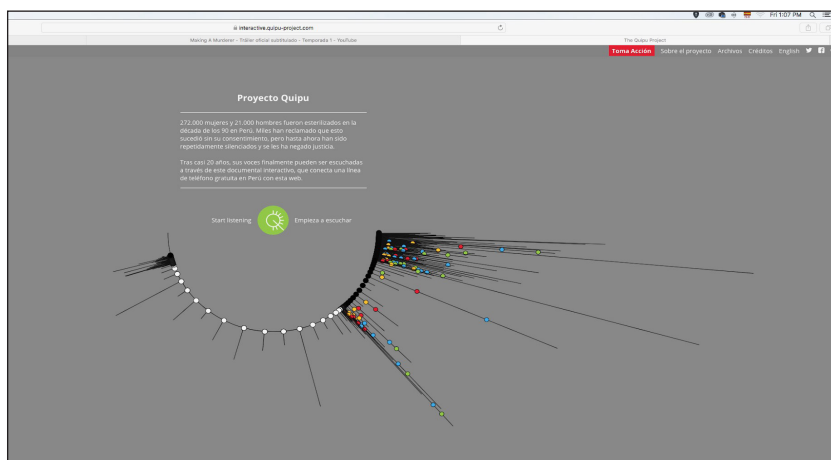 Fri 1:07 PM
interactive.quipu-project.com
Making A Murderer - Tráiler oficial subtitulado - Temporada 1 - YouTube
The Quipu Project
Toma Acción Sobre el proyecto Archivos Créditos English
Proyecto Quipu
272.000 mujeres y 21.000 hombres fueron esterilizados en la
década de los 90 en Perú. Miles han reclamado que esto
sucedió sin su consentimiento, pero hasta ahora han sido
repetidamente silenciados y se les ha negado justicia.
Tras casi 20 años, sus voces finalmente pueden ser escuchadas
a través de este documental interactivo, que conecta una línea
de teléfono gratuita en Perú con esta web.
Start listening Empieza a escuchar